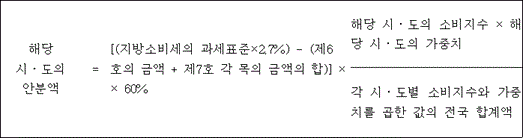 해당
시·도의
안분액
=
[(지방소비세의 과세표준×2.7%) - (제6
호의 금액 + 제7호 각 목의 금액의 합)] ×
× 60%
해당 시·도의 소비지수 × 해
당 시·도의 가중치
각 시·도별 소비지수와 가중
치를 곱한 값의 전국 합계액